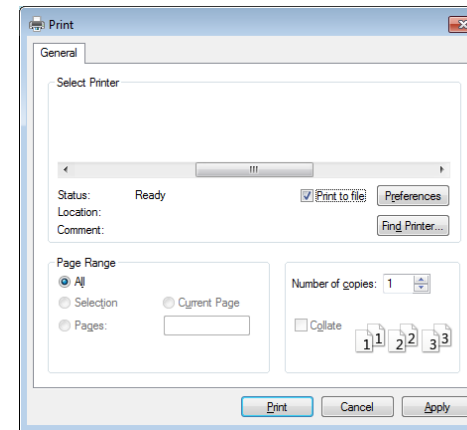 Print
General
Select Printer
Status: Ready
Print to file
Preferences
Location:
Comment:
Find Printer...
Page Range
All
Selection
Current Page
Pages:
Number of copies: 1
Collate
1 1 2 2 3 3
Print Cancel Apply